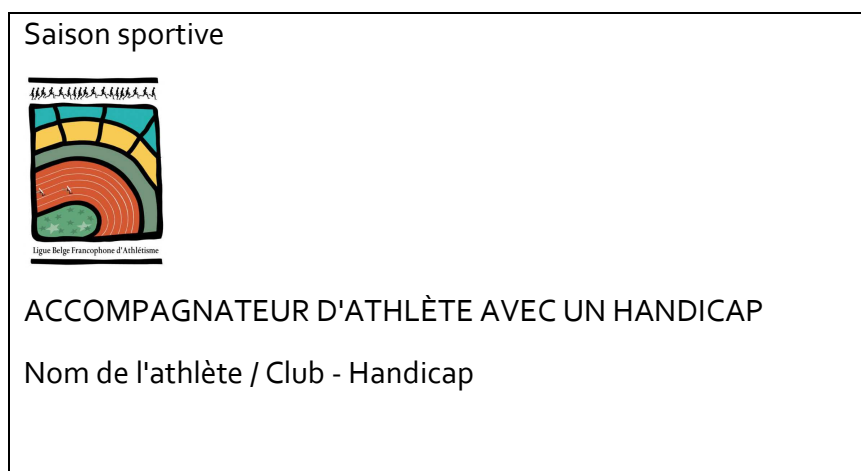 Saison sportive
Ligue Belge Francophone d'Athlétisme
ACCOMPAGNATEUR D'ATHLÈTE AVEC UN HANDICAP
Nom de l'athlète / Club - Handicap